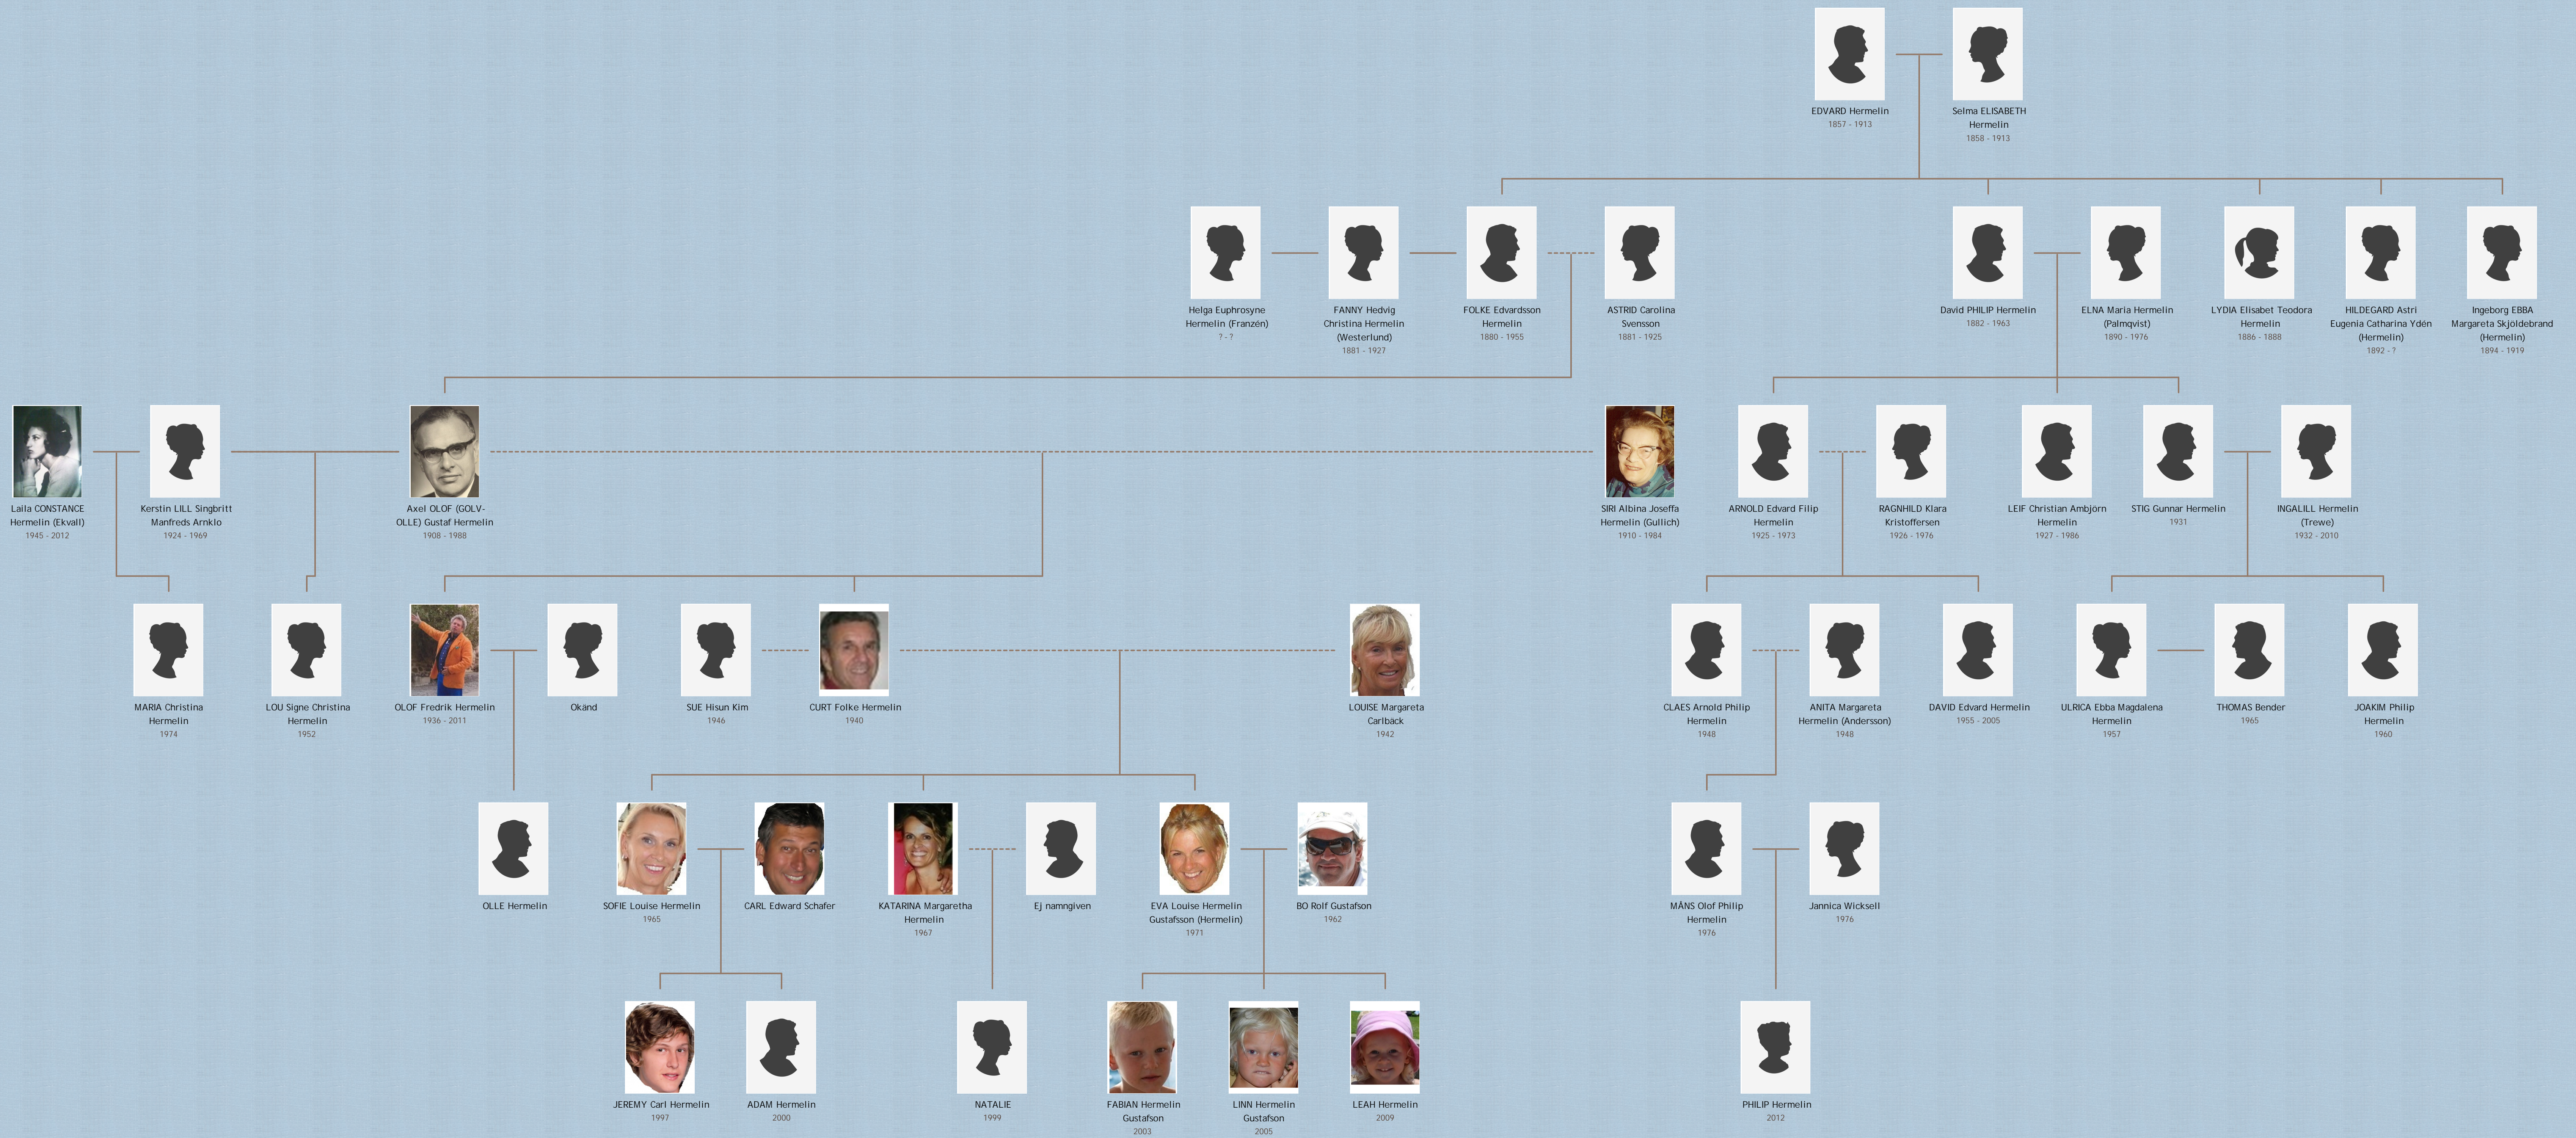 EDVARD Hermelin
1857 - 1913
Selma ELISABETH
Hermelin
1858 - 1913
Helga Euphrosyne
Hermelin (Franzén)
? - ?
FANNY Hedvig
Christina Hermelin
(Westerlund)
1881 - 1927
FOLKE Edvardsson
Hermelin
1880 - 1955
ASTRID Carolina
Svensson
1881 - 1925
David PHILIP Hermelin
1882 - 1963
ELNA Maria Hermelin
(Palmqvist)
1890 - 1976
LYDIA Elisabet Teodora
Hermelin
1886 - 1888
HILDEGARD Astri
Eugenia Catharina Ydén
(Hermelin)
1892 - ?
Ingeborg EBBA
Margareta Skjöldebrand
(Hermelin)
1894 - 1919
Laila CONSTANCE
Hermelin (Ekvall)
1945 - 2012
Kerstin LILL Singbritt
Manfreds Arnklo
1924 - 1969
Axel OLOF (GOLV-
OLLE) Gustaf Hermelin
1908 - 1988
SIRI Albina Joseffa
Hermelin (Gullich)
1910 - 1984
ARNOLD Edvard Filip
Hermelin
1925 - 1973
RAGNHILD Klara
Kristoffersen
1926 - 1976
LEIF Christian Ambjörn
Hermelin
1927 - 1986
STIG Gunnar Hermelin
1931
INGALILL Hermelin
(Trewe)
1932 - 2010
MARIA Christina
Hermelin
1974
LOU Signe Christina
Hermelin
1952
OLOF Fredrik Hermelin
1936 - 2011
Okänd
SUE Hisun Kim
1946
CURT Folke Hermelin
1940
LOUISE Margareta
Carlbäck
1942
CLAES Arnold Philip
Hermelin
1948
ANITA Margareta
Hermelin (Andersson)
1948
DAVID Edvard Hermelin
1955 - 2005
ULRICA Ebba Magdalena
Hermelin
1957
THOMAS Bender
1965
JOAKIM Philip
Hermelin
1960
OLLE Hermelin
SOFIE Louise Hermelin
1965
CARL Edward Schafer
KATARINA Margaretha
Hermelin
1967
Ej namngiven
EVA Louise Hermelin
Gustafsson (Hermelin)
1971
BO Rolf Gustafson
1962
MÅNS Olof Philip
Hermelin
1976
Jannica Wicksell
1976
JEREMY Carl Hermelin
1997
ADAM Hermelin
2000
NATALIE
1999
FABIAN Hermelin
Gustafson
2003
LINN Hermelin
Gustafson
2005
LEAH Hermelin
2009
PHILIP Hermelin
2012